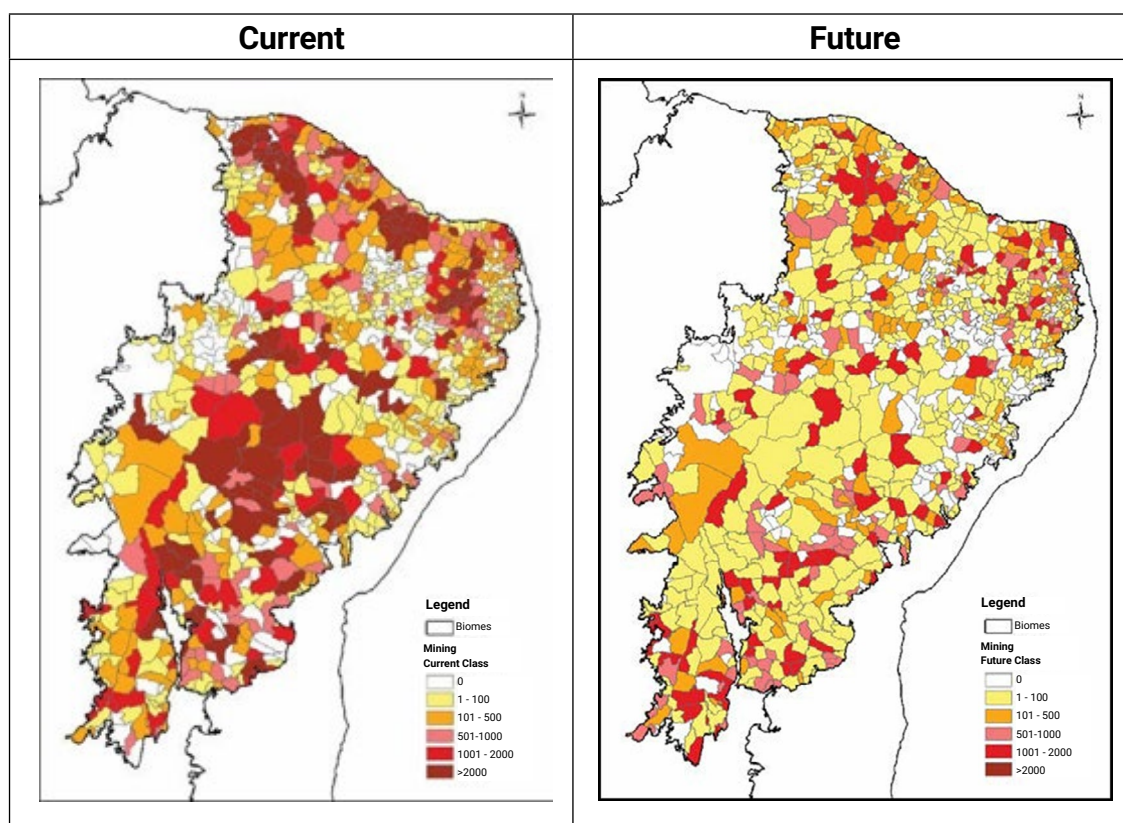 Current
Future
N
N
Legend
Biomes
Mining
Current Class
0
1 - 100
101 - 500
501-1000
1001 - 2000
>2000
Legend
Biomes
Mining
Future Class
0
1 - 100
101 - 500
501-1000
1001 - 2000
>2000